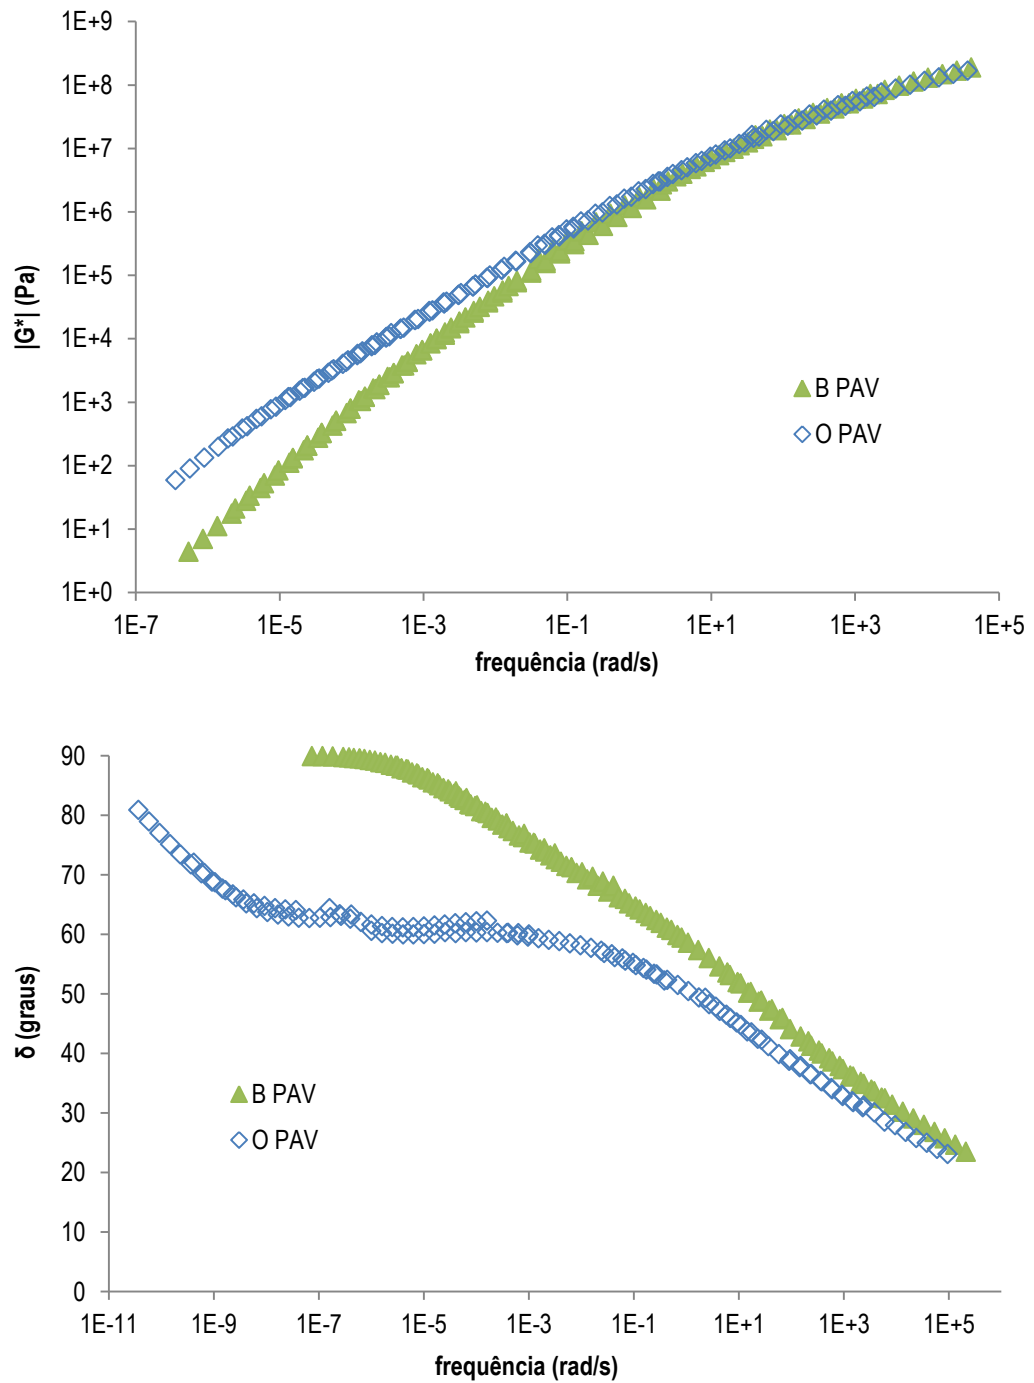 1E+9
1E+8
1E+7
1E+6
1E+5
1E+4
1E+3
1E+2
1E+1
1E+0
|G*| (Pa)
B PAV
O PAV
1E-7 1E-5 1E-3 1E-1 1E+1 1E+3 1E+5
frequência (rad/s)
90
80
70
60
50
40
30
20
10
0
δ (graus)
B PAV
O PAV
1E-11 1E-9 1E-7 1E-5 1E-3 1E-1 1E+1 1E+3 1E+5
frequência (rad/s)